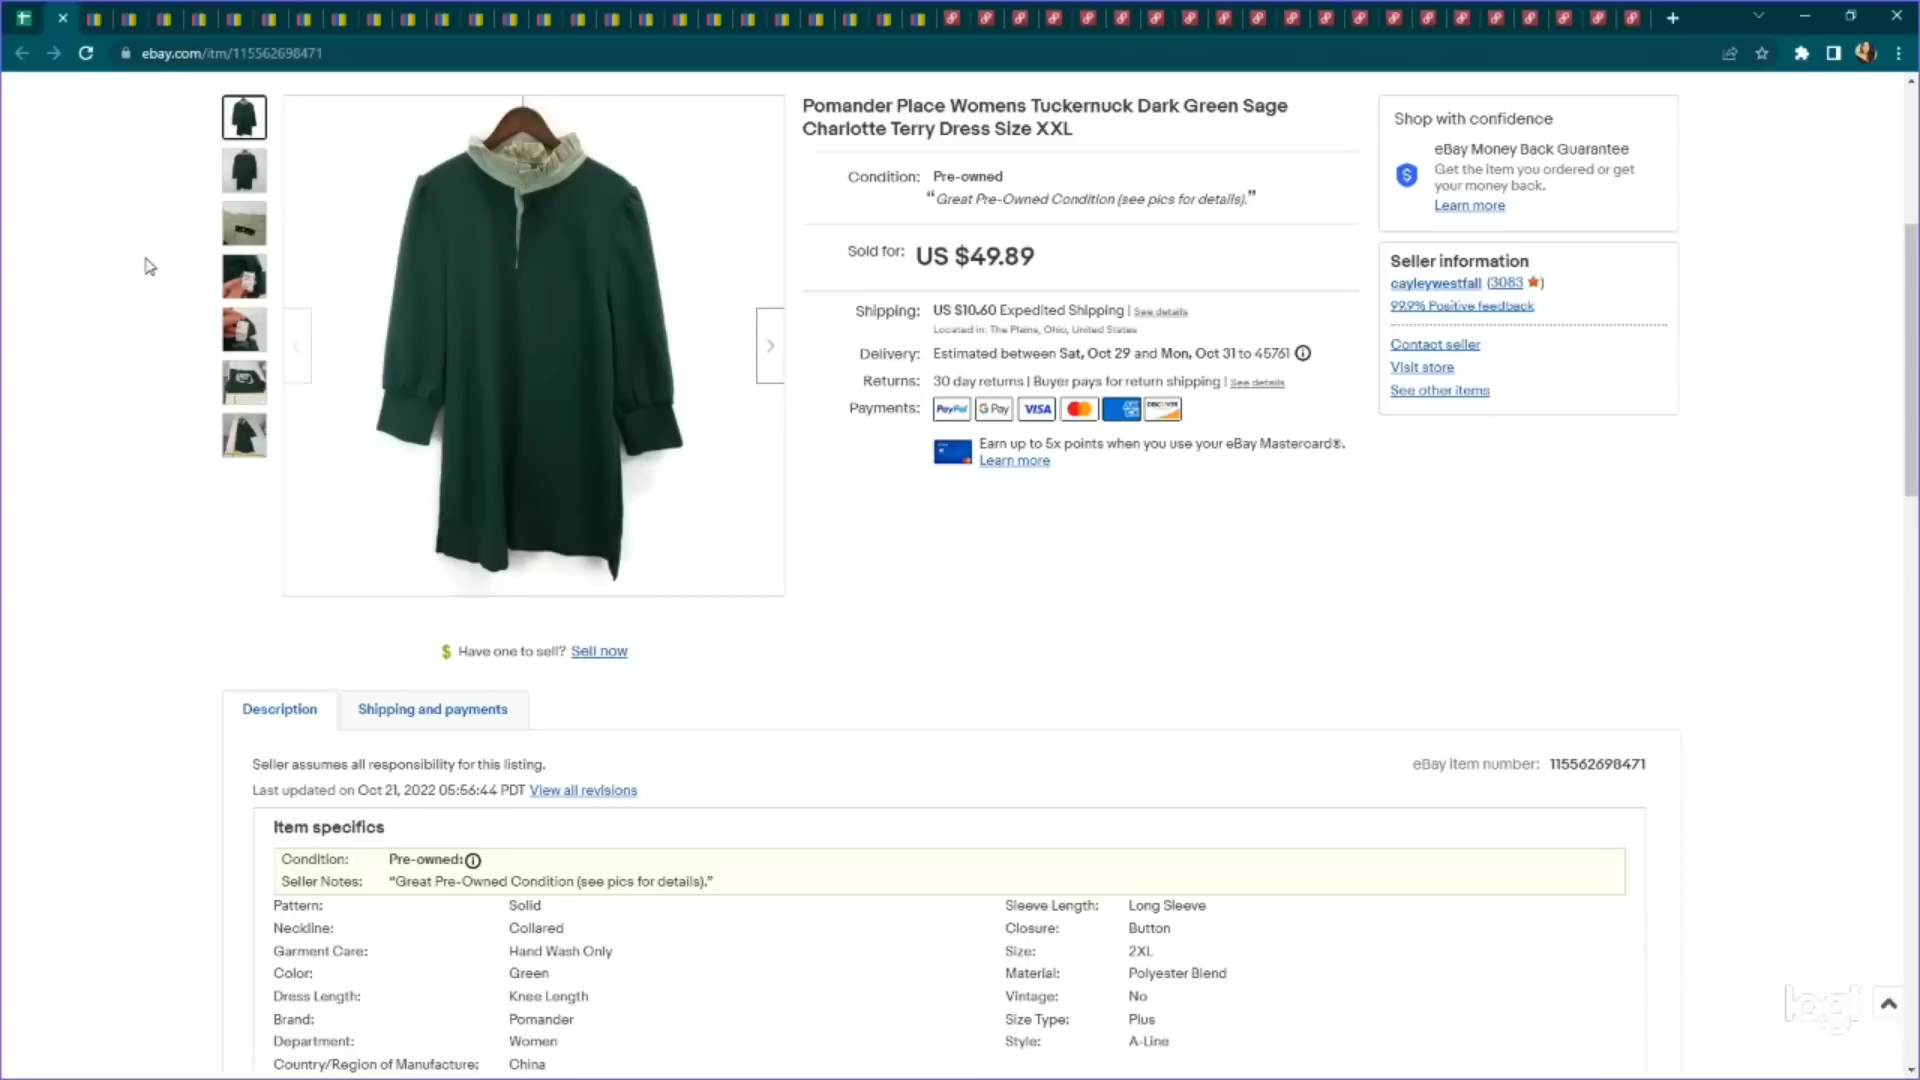 ebay.com/itm/115562698471
Pomander Place Womens Tuckernuck Dark Green Sage
Charlotte Terry Dress Size XXL
Condition: Pre-owned
“Great Pre-Owned Condition (see pics for details).”
Sold for: US $49.89
Shipping: US $10.60 Expedited Shipping | See details
Located in: The Plains, Ohio, United States
Delivery: Estimated between Sat, Oct 29 and Mon, Oct 31 to 45761
Returns: 30 day returns | Buyer pays for return shipping | See details
Payments: PayPal G Pay VISA DISCOVER
Earn up to 5x points when you use your eBay Mastercard®.
Learn more
Shop with confidence
eBay Money Back Guarantee
Get the item you ordered or get
your money back.
Learn more
Seller information
cayleywestfall (3083)
99.9% Positive feedback
Contact seller
Visit store
See other items
Have one to sell? Sell now
Description Shipping and payments
Seller assumes all responsibility for this listing.
eBay item number: 115562698471
Last updated on Oct 21, 2022 05:56:44 PDT View all revisions
Item specifics
Condition: Pre-owned:
Seller Notes: “Great Pre-Owned Condition (see pics for details).”
Pattern: Solid Sleeve Length: Long Sleeve
Neckline: Collared Closure: Button
Garment Care: Hand Wash Only Size: 2XL
Color: Green Material: Polyester Blend
Dress Length: Knee Length Vintage: No
Brand: Pomander Size Type: Plus
Department: Women Style: A-Line
Country/Region of Manufacture: China